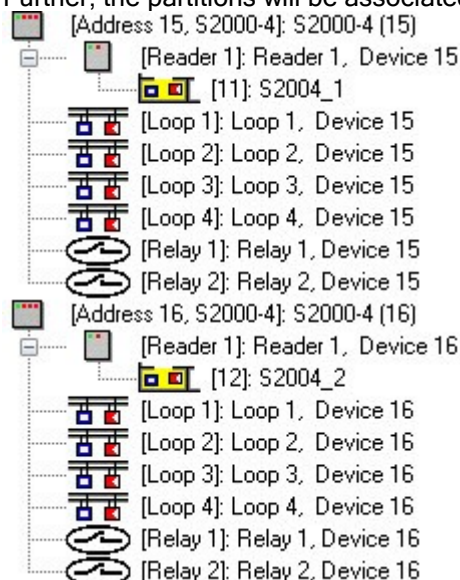 Further, the partitions will be associated
[Address 15, S2000-4]: S2000-4 (15)
[Reader 1]: Reader 1, Device 15
[11]: S2004_1
[Loop 1]: Loop 1, Device 15
[Loop 2]: Loop 2, Device 15
[Loop 3]: Loop 3, Device 15
[Loop 4]: Loop 4, Device 15
[Relay 1]: Relay 1, Device 15
[Relay 2]: Relay 2, Device 15
[Address 16, S2000-4]: S2000-4 (16)
[Reader 1]: Reader 1, Device 16
[12]: S2004_2
[Loop 1]: Loop 1, Device 16
[Loop 2]: Loop 2, Device 16
[Loop 3]: Loop 3, Device 16
[Loop 4]: Loop 4, Device 16
[Relay 1]: Relay 1, Device 16
[Relay 2]: Relay 2, Device 16